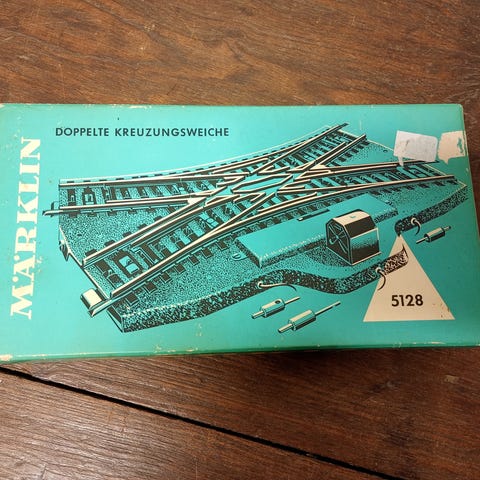 DOPPELTE KREUZUNGSWEICHE
MÄRKLIN
5128